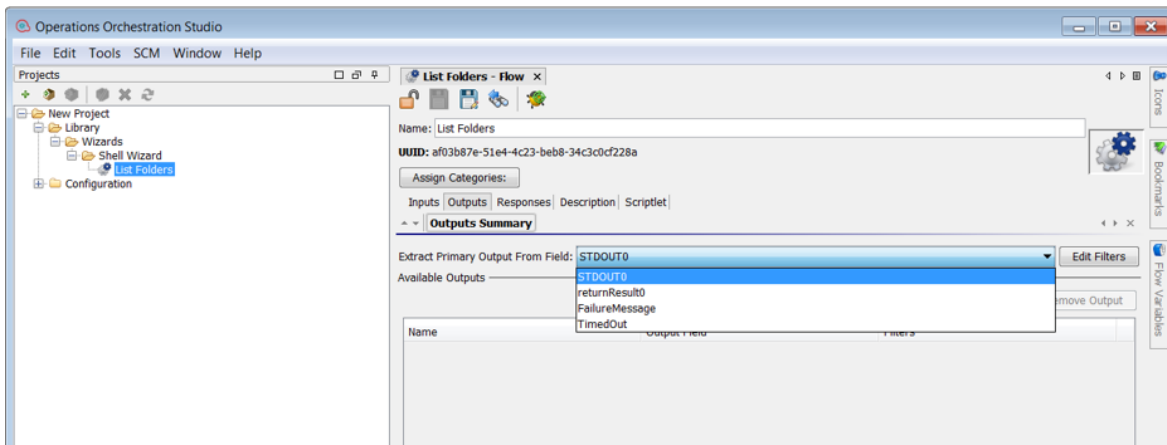 Operations Orchestration Studio
File Edit Tools SCM Window Help
Projects
New Project
Library
Wizards
Shell Wizard
List Folders
Configuration
List Folders - Flow
Name: List Folders
UUID: af03b87e-51e4-4c23-beb8-34c3c0cf228a
Assign Categories:
Inputs Outputs Responses Description Scriptlet
Outputs Summary
Extract Primary Output From Field: STDOUT0 Edit Filters
Available Outputs
STDOUT0
returnResult0
FailureMessage
TimedOut
emove Output
Name Output Field Filters
Icons
Bookmarks
Flow Variables